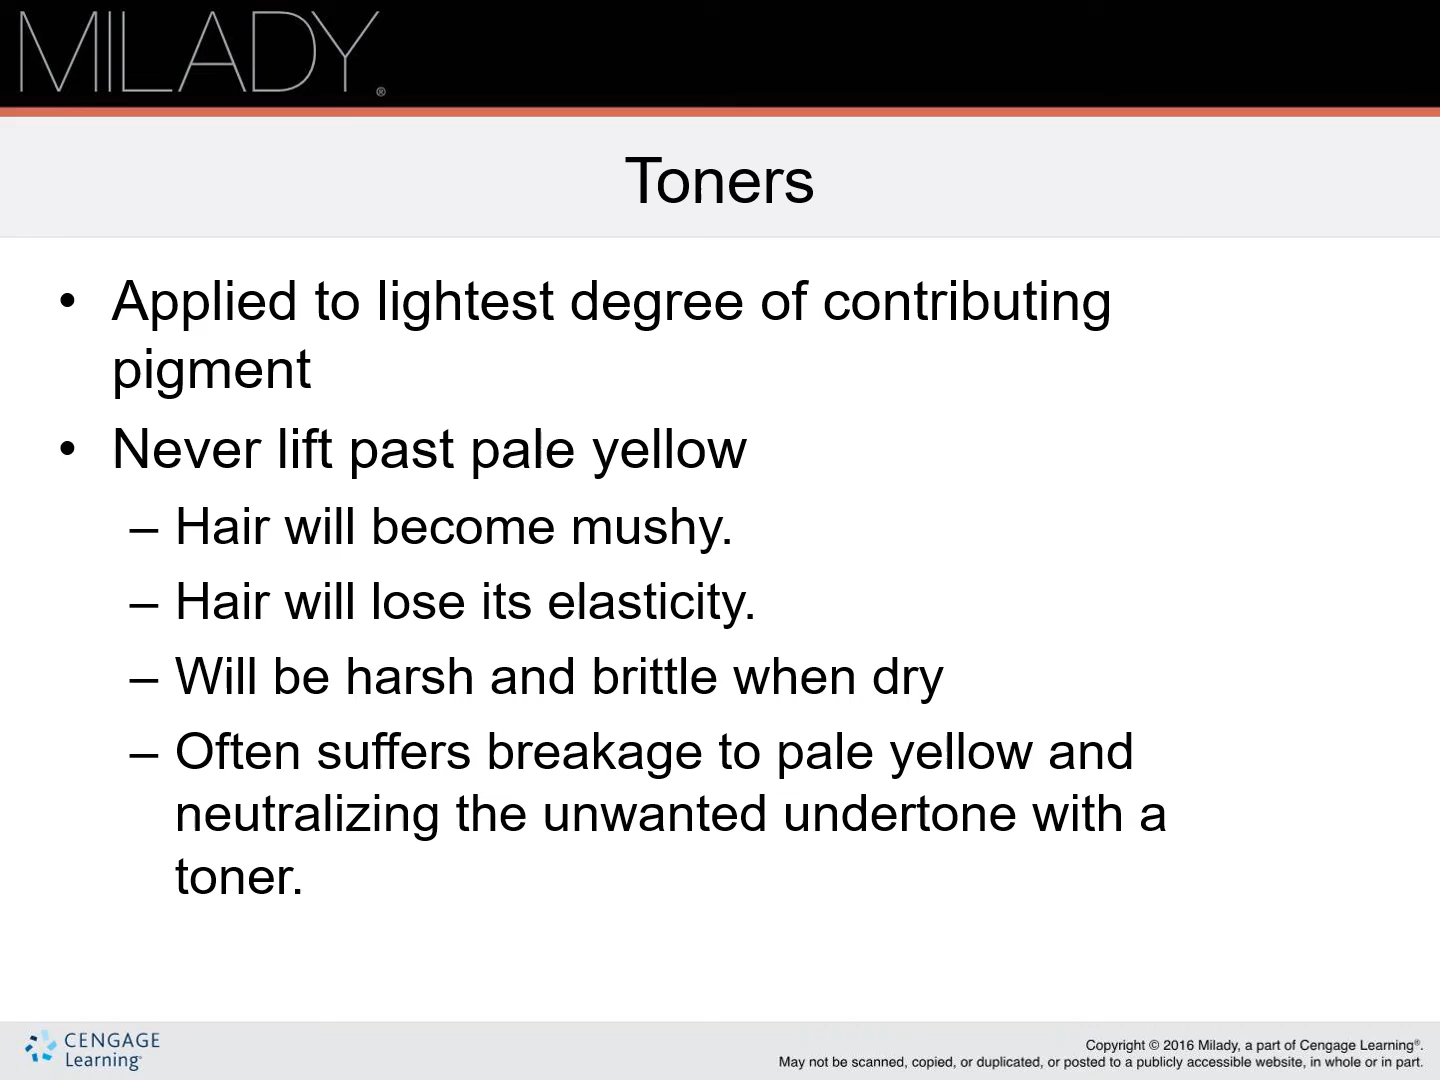 MILADY®
Toners
• Applied to lightest degree of contributing
pigment
• Never lift past pale yellow
– Hair will become mushy.
– Hair will lose its elasticity.
– Will be harsh and brittle when dry
– Often suffers breakage to pale yellow and
neutralizing the unwanted undertone with a
toner.
CENGAGE
Learning·
Copyright © 2016 Milady, a part of Cengage Learning®.
May not be scanned, copied, or duplicated, or posted to a publicly accessible website, in whole or in part.